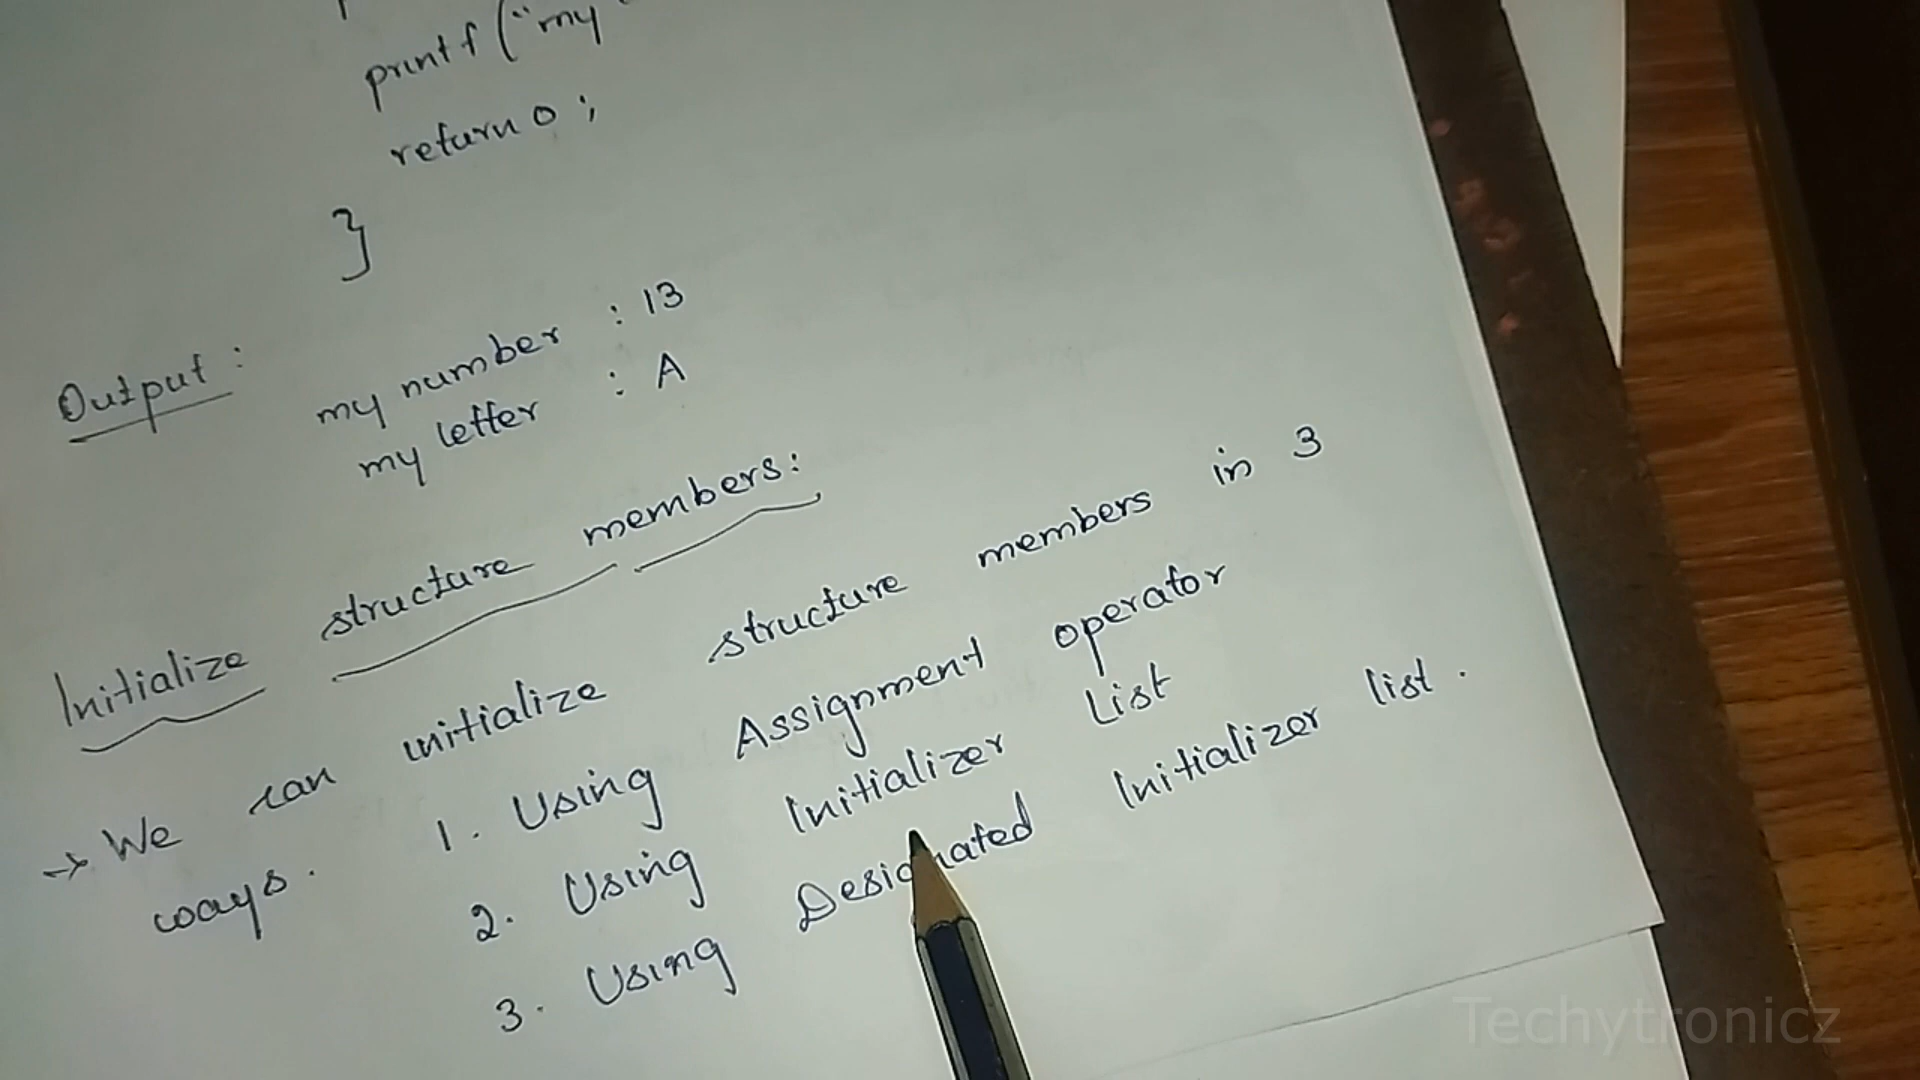 printf("my
return 0 ;
}
Output :
my number : 13
my letter : A
Initialize structure members:
→ We can initialize structure members in 3
ways.
1. Using Assignment operator
2. Using Initializer List
3. Using Designated Initializer list.
Techytronicz